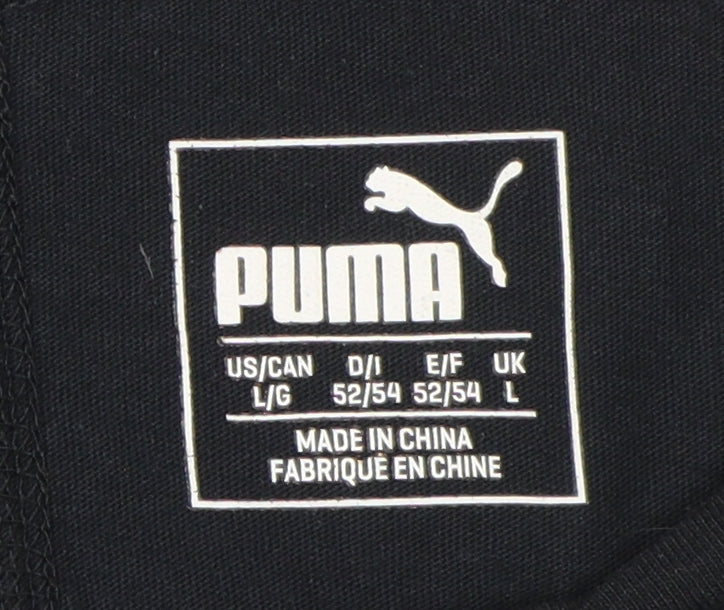 PUMA
US/CAN D/I E/F UK
L/G 52/54 52/54 L
MADE IN CHINA
FABRIQUÉ EN CHINE